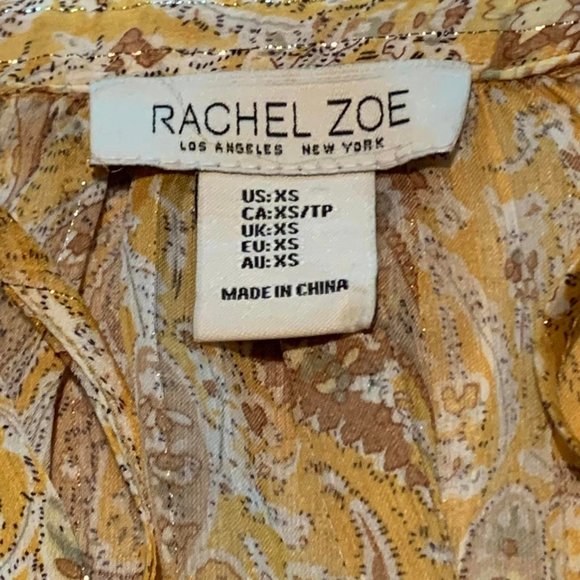 RACHEL ZOE
LOS ANGELES NEW YORK
US:XS
CA:XS/TP
UK:XS
EU:XS
AU:XS
MADE IN CHINA